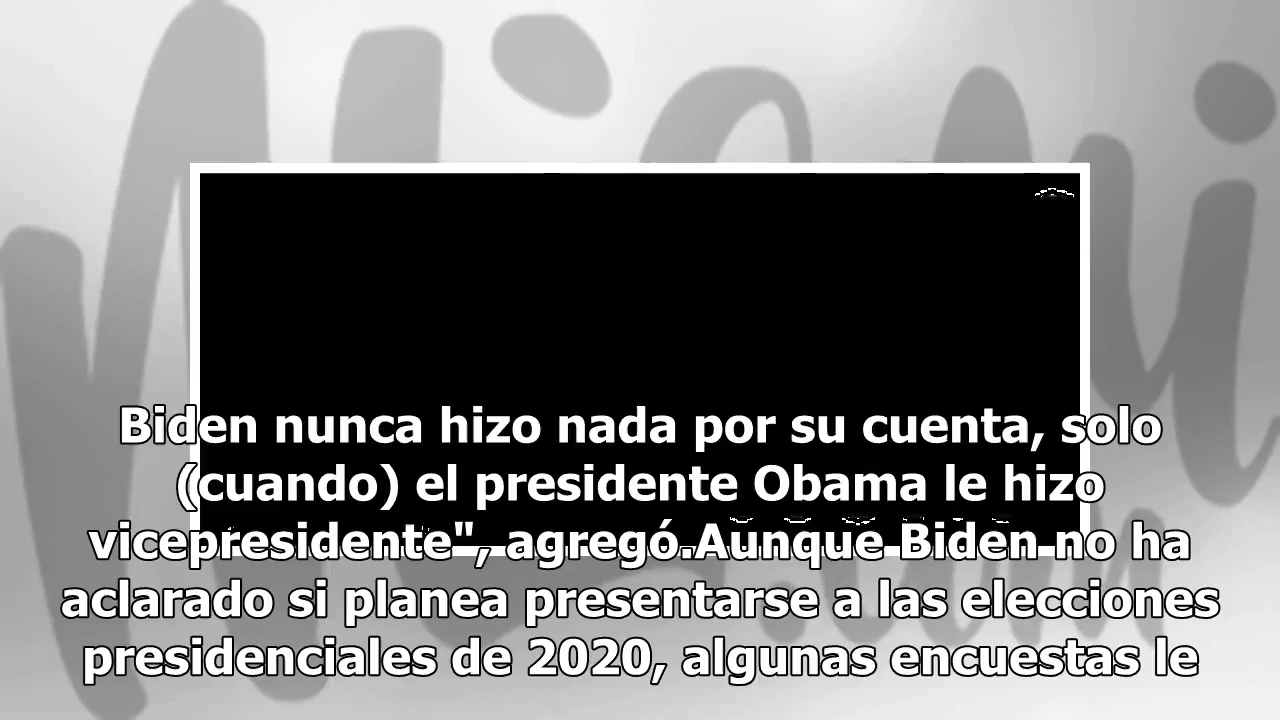 Biden nunca hizo nada por su cuenta, solo
(cuando) el presidente Obama le hizo
vicepresidente", agregó.Aunque Biden no ha
aclarado si planea presentarse a las elecciones
presidenciales de 2020, algunas encuestas le